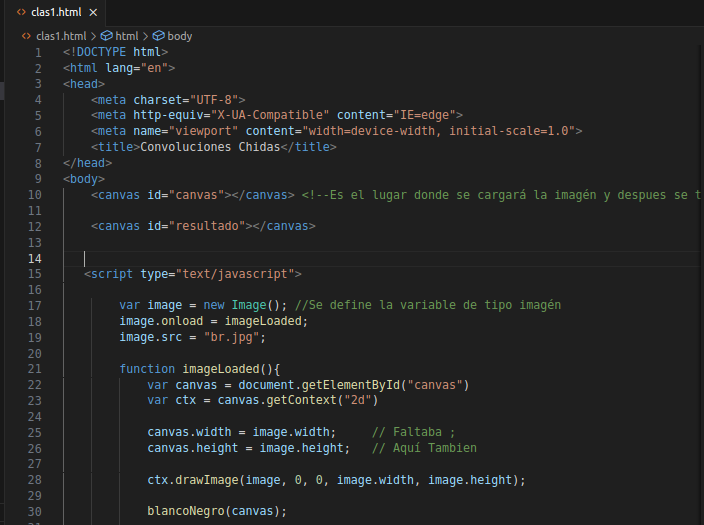 <> clas1.html ×
<> clas1.html > html > body
1 <!DOCTYPE html>
2 <html lang="en">
3 <head>
4 <meta charset="UTF-8">
5 <meta http-equiv="X-UA-Compatible" content="IE=edge">
6 <meta name="viewport" content="width=device-width, initial-scale=1.0">
7 <title>Convoluciones Chidas</title>
8 </head>
9 <body>
10 <canvas id="canvas"></canvas> <!--Es el lugar donde se cargará la imagén y despues se t
11
12 <canvas id="resultado"></canvas>
13
14
15 <script type="text/javascript">
16
17 var image = new Image(); //Se define la variable de tipo imagén
18 image.onload = imageLoaded;
19 image.src = "br.jpg";
20
21 function imageLoaded(){
22 var canvas = document.getElementById("canvas")
23 var ctx = canvas.getContext("2d")
24
25 canvas.width = image.width; // Faltaba ;
26 canvas.height = image.height; // Aquí Tambien
27
28 ctx.drawImage(image, 0, 0, image.width, image.height);
29
30 blancoNegro(canvas);